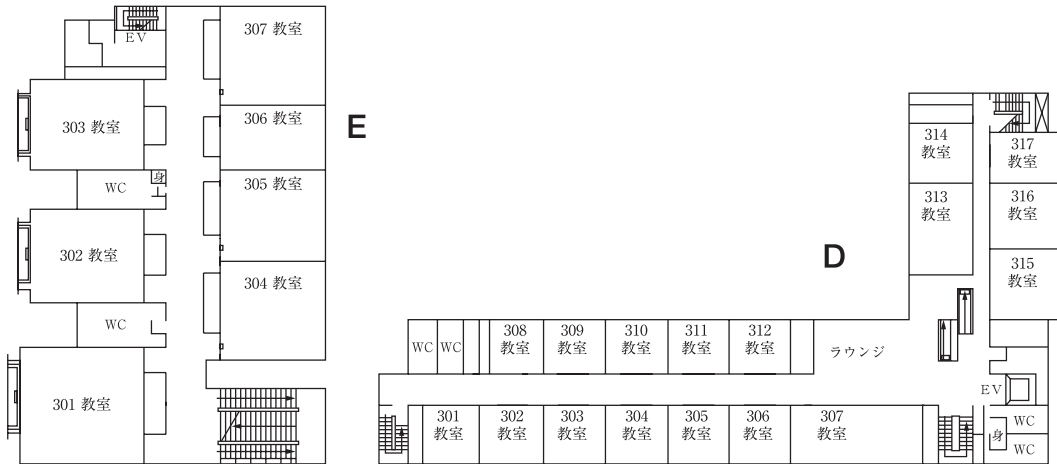 EV
307 教室
303 教室
306 教室
E
身
WC
305 教室
302 教室
304 教室
WC
301 教室
314
教室
317
教室
313
教室
316
教室
D
315
教室
WC
WC
308
教室
309
教室
310
教室
311
教室
312
教室
ラウンジ
EV
301
教室
302
教室
303
教室
304
教室
305
教室
306
教室
307
教室
WC
身
WC